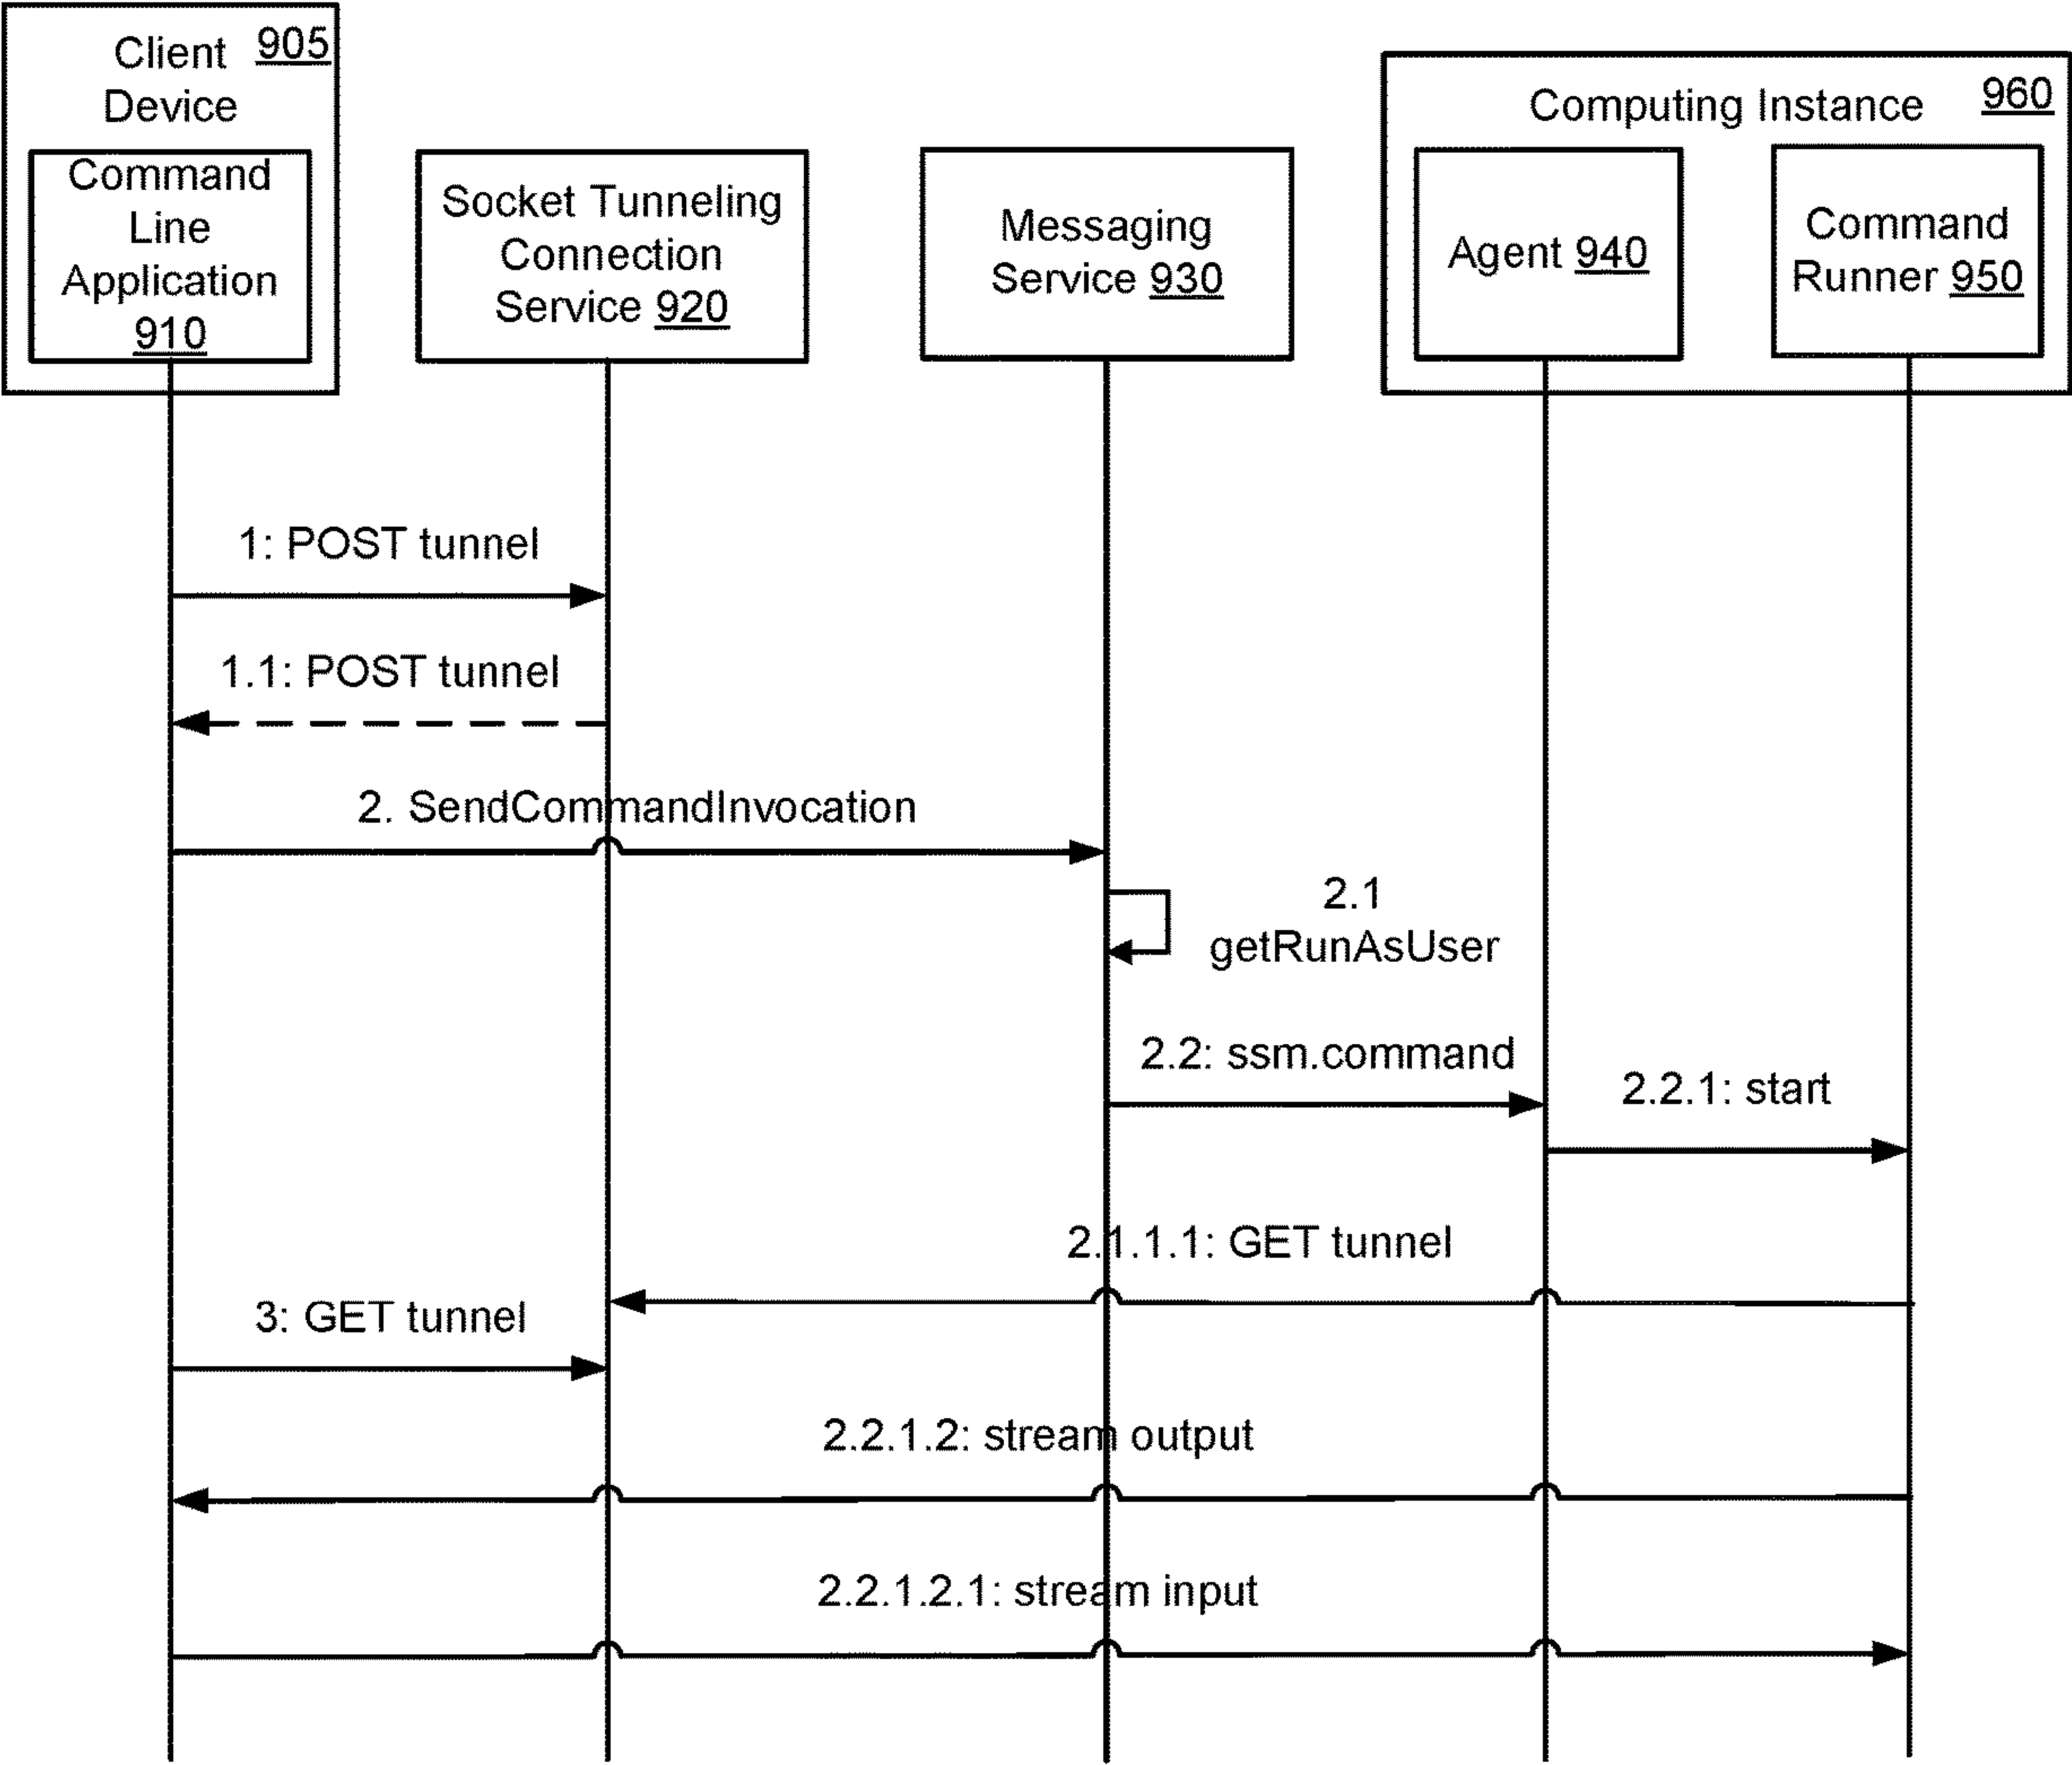 Client 905
Device
Command
Line
Application
910
Socket Tunneling
Connection
Service 920
Messaging
Service 930
Computing Instance 960
Agent 940
Command
Runner 950
1: POST tunnel
1.1: POST tunnel
2. SendCommandInvocation
2.1
getRunAsUser
2.2: ssm.command
2.2.1: start
2.1.1.1: GET tunnel
3: GET tunnel
2.2.1.2: stream output
2.2.1.2.1: stream input